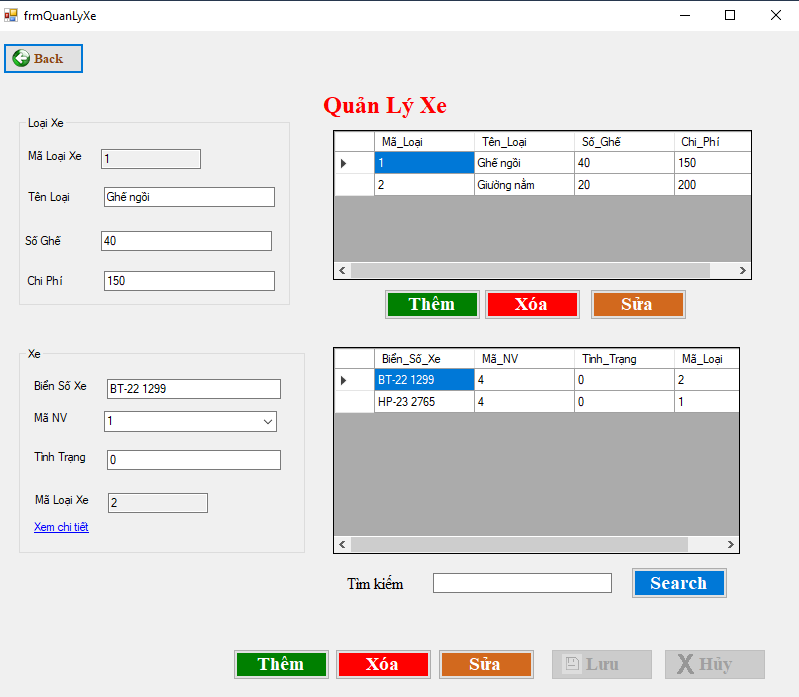 frmQuanLyXe
Back
Quản Lý Xe
Loại Xe
Mã Loại Xe 1
Tên Loại Ghế ngồi
Số Ghế 40
Chi Phí 150
Mã_Loại Tên_Loại Số_Ghế Chi_Phí
1 Ghế ngồi 40 150
2 Giường nằm 20 200
Thêm Xóa Sửa
Xe
Biển Số Xe BT-22 1299
Mã NV 1
Tình Trạng 0
Mã Loại Xe 2
Xem chi tiết
Biển_Số_Xe Mã_NV Tình_Trạng Mã_Loại
BT-22 1299 4 0 2
HP-23 2765 4 0 1
Tìm kiếm Search
Thêm Xóa Sửa Lưu Hủy